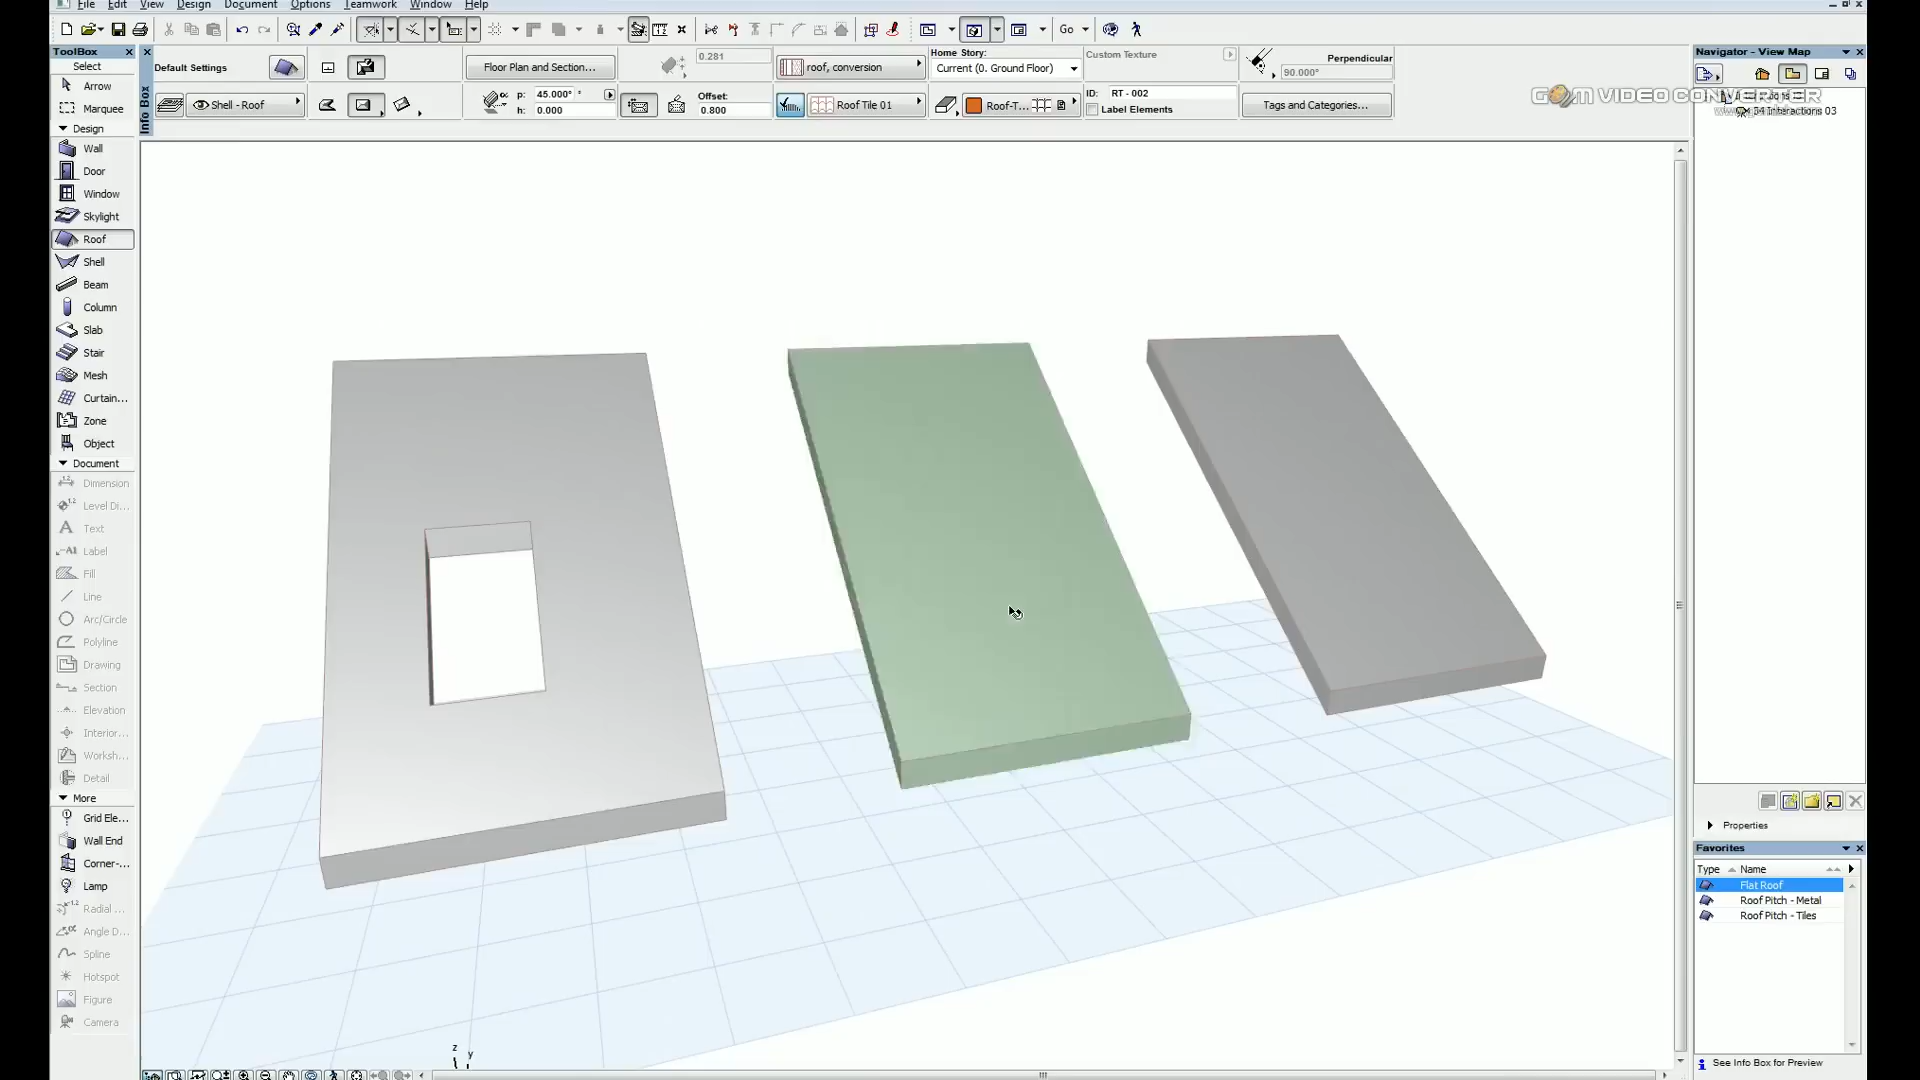 File Edit View Design Document Options Teamwork Window Help
Go
ToolBox
Select
Arrow
Marquee
Design
Wall
Door
Window
Skylight
Roof
Shell
Beam
Column
Slab
Stair
Mesh
Curtain...
Zone
Object
Document
Dimension
Level Di...
Text
Label
Fill
Line
Arc/Circle
Polyline
Drawing
Section
Elevation
Interior...
Worksh...
Detail
More
Grid Ele...
Wall End
Corner-...
Lamp
Radial ...
Angle D...
Spline
Hotspot
Figure
Camera
Info Box
Default Settings
Shell - Roof
Floor Plan and Section...
p: 45.000°
h: 0.000
0.281
Offset:
0.800
roof, conversion
Roof Tile 01
Home Story:
Current (0. Ground Floor)
Roof-T...
Custom Texture
ID: RT - 002
Label Elements
Perpendicular
90.000°
Tags and Categories...
Navigator - View Map
GOM VIDEO CONVERTER
54 Interactions 03
Properties
Favorites
Type Name
Flat Roof
Roof Pitch - Metal
Roof Pitch - Tiles
See Info Box for Preview
z
y